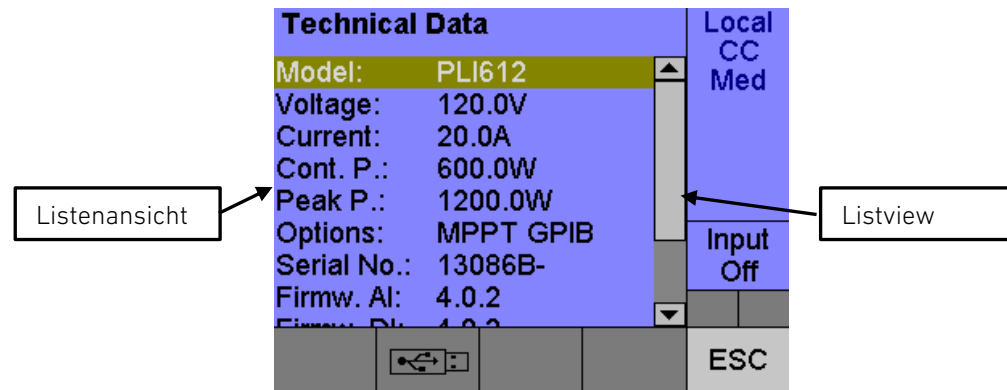 Technical Data
Model: PLI612
Voltage: 120.0V
Current: 20.0A
Cont. P.: 600.0W
Peak P.: 1200.0W
Options: MPPT GPIB
Serial No.: 13086B-
Firmw. AI: 4.0.2
Local
CC
Med
Input
Off
ESC
Listenansicht
Listview